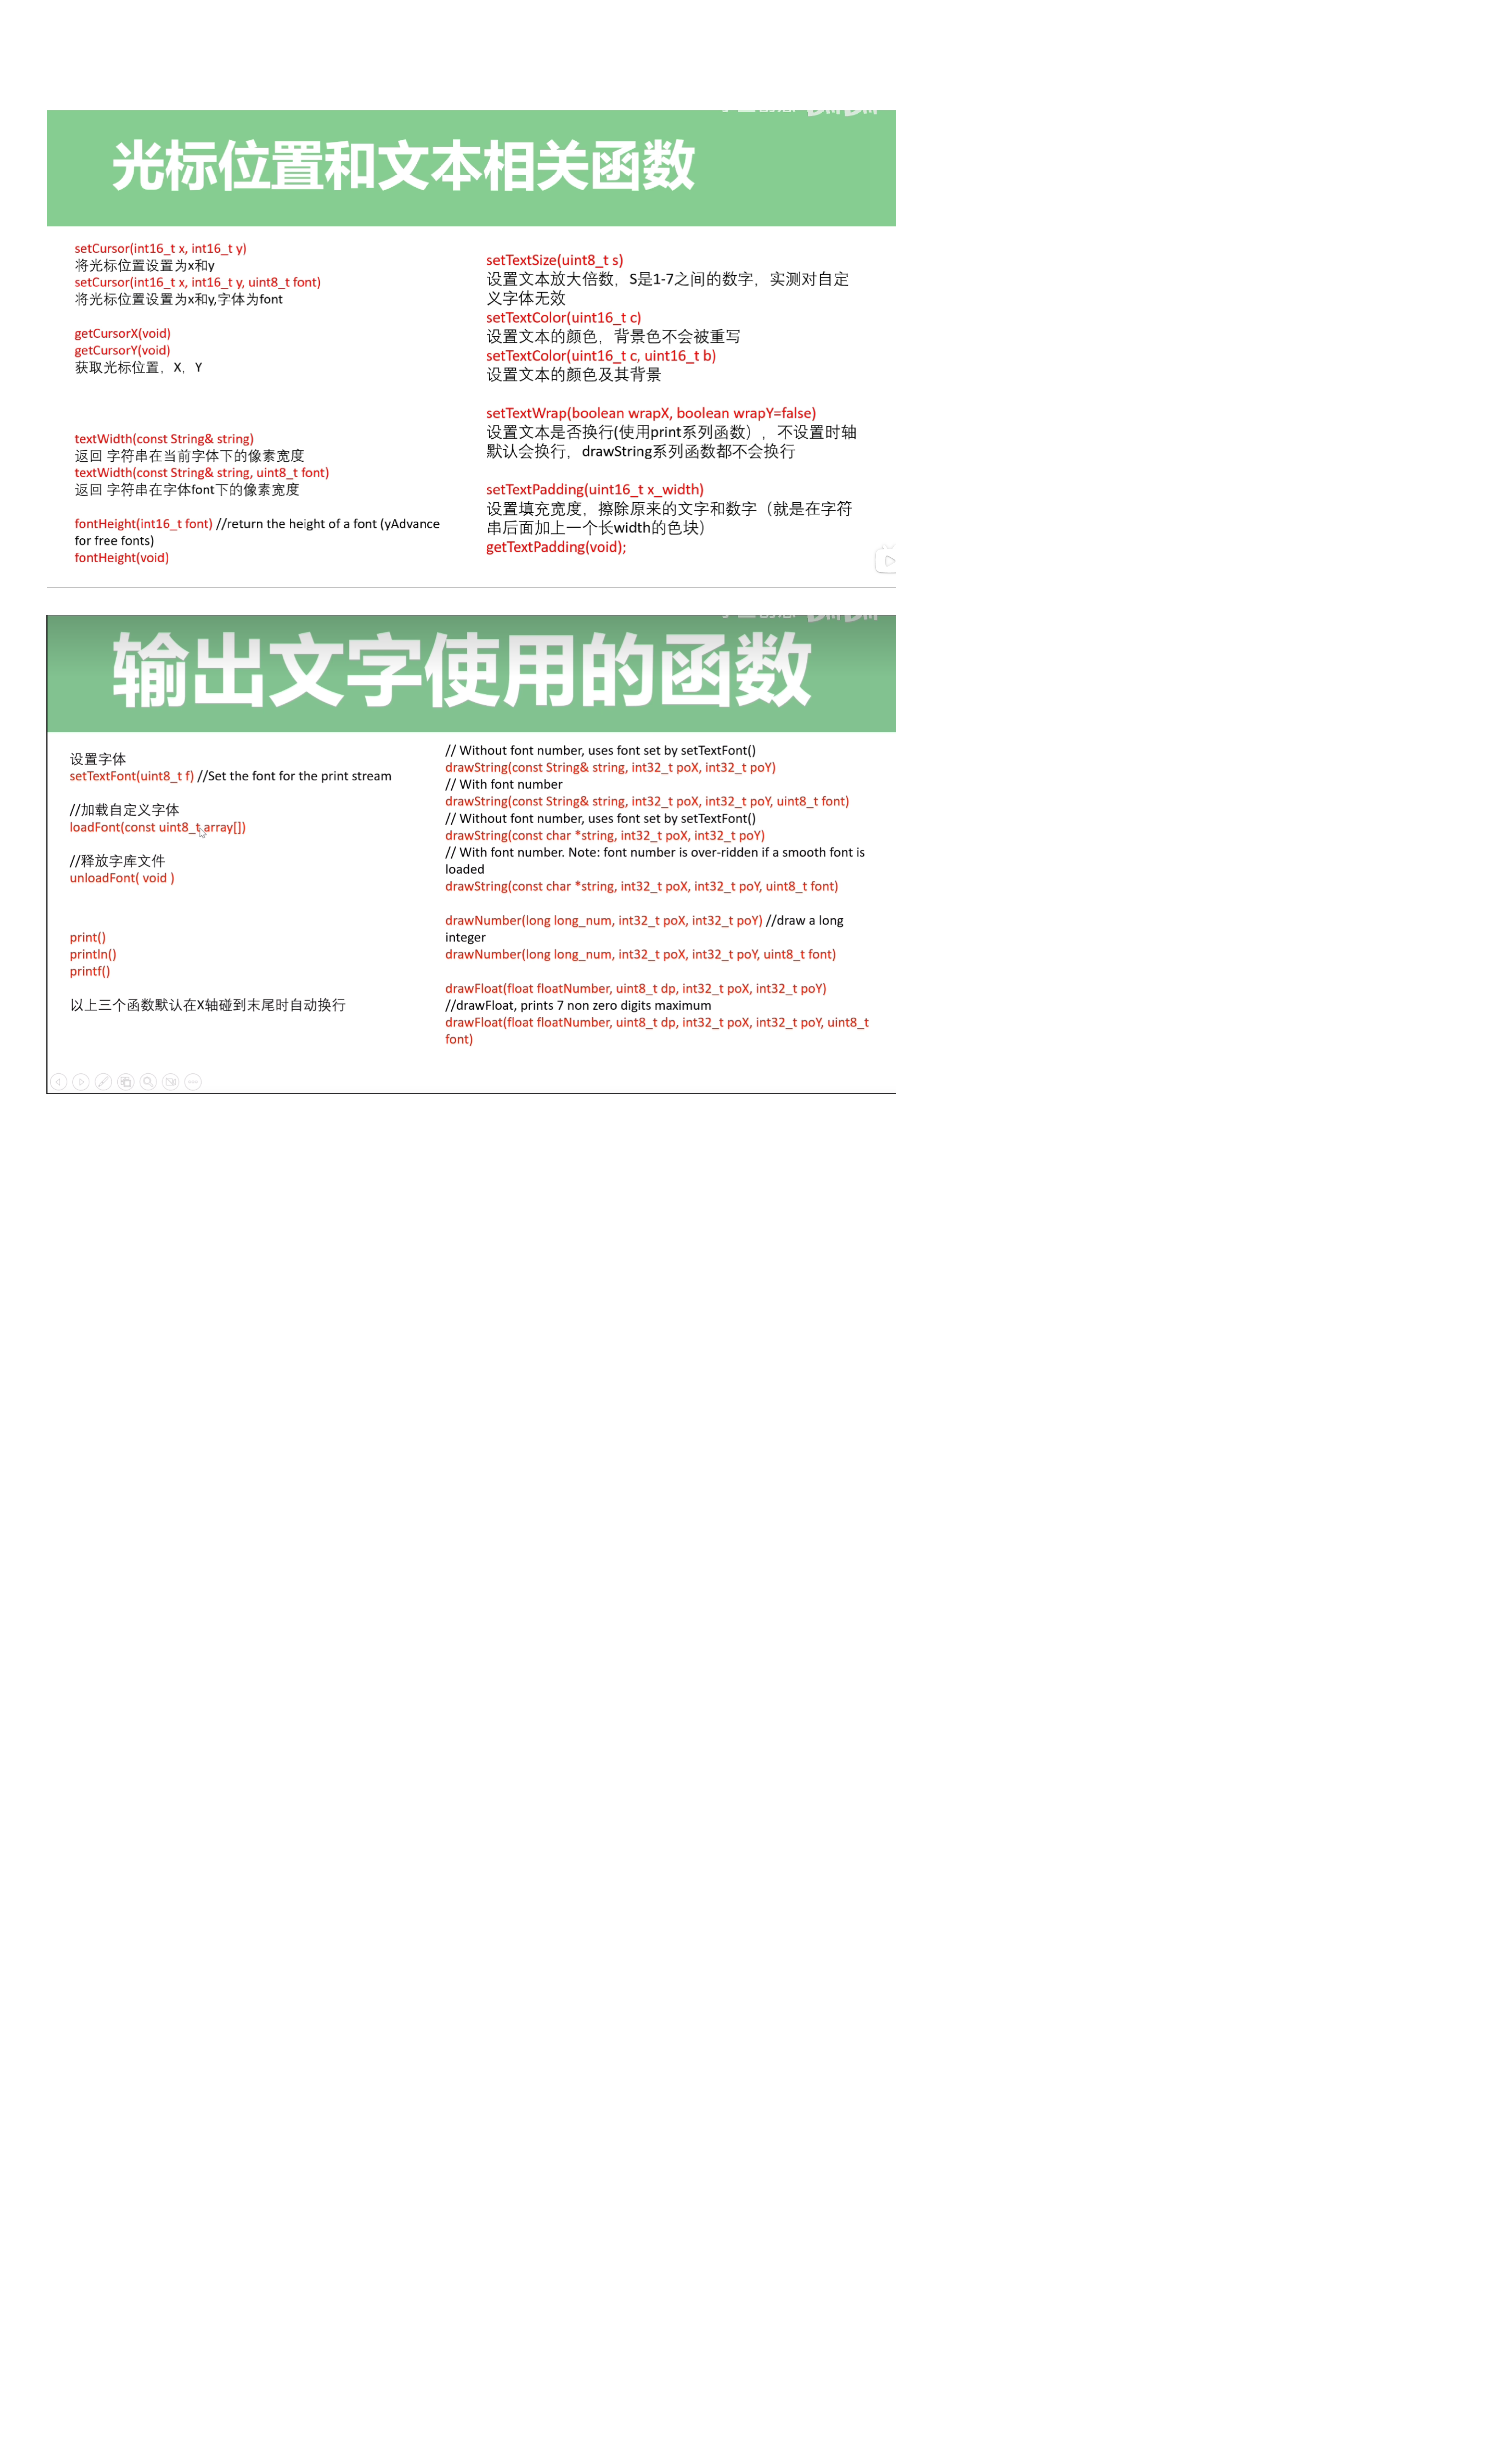 光标位置和文本相关函数
setCursor(int16_t x, int16_t y)
将光标位置设置为x和y
setCursor(int16_t x, int16_t y, uint8_t font)
将光标位置设置为x和y,字体为font
getCursorX(void)
getCursorY(void)
获取光标位置，X，Y
textWidth(const String& string)
返回 字符串在当前字体下的像素宽度
textWidth(const String& string, uint8_t font)
返回 字符串在字体font下的像素宽度
fontHeight(int16_t font) //return the height of a font (yAdvance
for free fonts)
fontHeight(void)
setTextSize(uint8_t s)
设置文本放大倍数，S是1-7之间的数字，实测对自定
义字体无效
setTextColor(uint16_t c)
设置文本的颜色，背景色不会被重写
setTextColor(uint16_t c, uint16_t b)
设置文本的颜色及其背景
setTextWrap(boolean wrapX, boolean wrapY=false)
设置文本是否换行(使用print系列函数），不设置时轴
默认会换行，drawString系列函数都不会换行
setTextPadding(uint16_t x_width)
设置填充宽度，擦除原来的文字和数字（就是在字符
串后面加上一个长width的色块）
getTextPadding(void);
输出文字使用的函数
设置字体
setTextFont(uint8_t f) //Set the font for the print stream
//加载自定义字体
loadFont(const uint8_t array[])
//释放字库文件
unloadFont( void )
print()
println()
printf()
以上三个函数默认在X轴碰到末尾时自动换行
// Without font number, uses font set by setTextFont()
drawString(const String& string, int32_t poX, int32_t poY)
// With font number
drawString(const String& string, int32_t poX, int32_t poY, uint8_t font)
// Without font number, uses font set by setTextFont()
drawString(const char *string, int32_t poX, int32_t poY)
// With font number. Note: font number is over-ridden if a smooth font is
loaded
drawString(const char *string, int32_t poX, int32_t poY, uint8_t font)
drawNumber(long long_num, int32_t poX, int32_t poY) //draw a long
integer
drawNumber(long long_num, int32_t poX, int32_t poY, uint8_t font)
drawFloat(float floatNumber, uint8_t dp, int32_t poX, int32_t poY)
//drawFloat, prints 7 non zero digits maximum
drawFloat(float floatNumber, uint8_t dp, int32_t poX, int32_t poY, uint8_t
font)